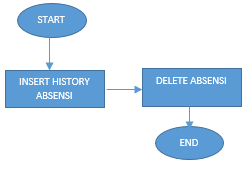 START
INSERT HISTORY
ABSENSI
DELETE ABSENSI
END